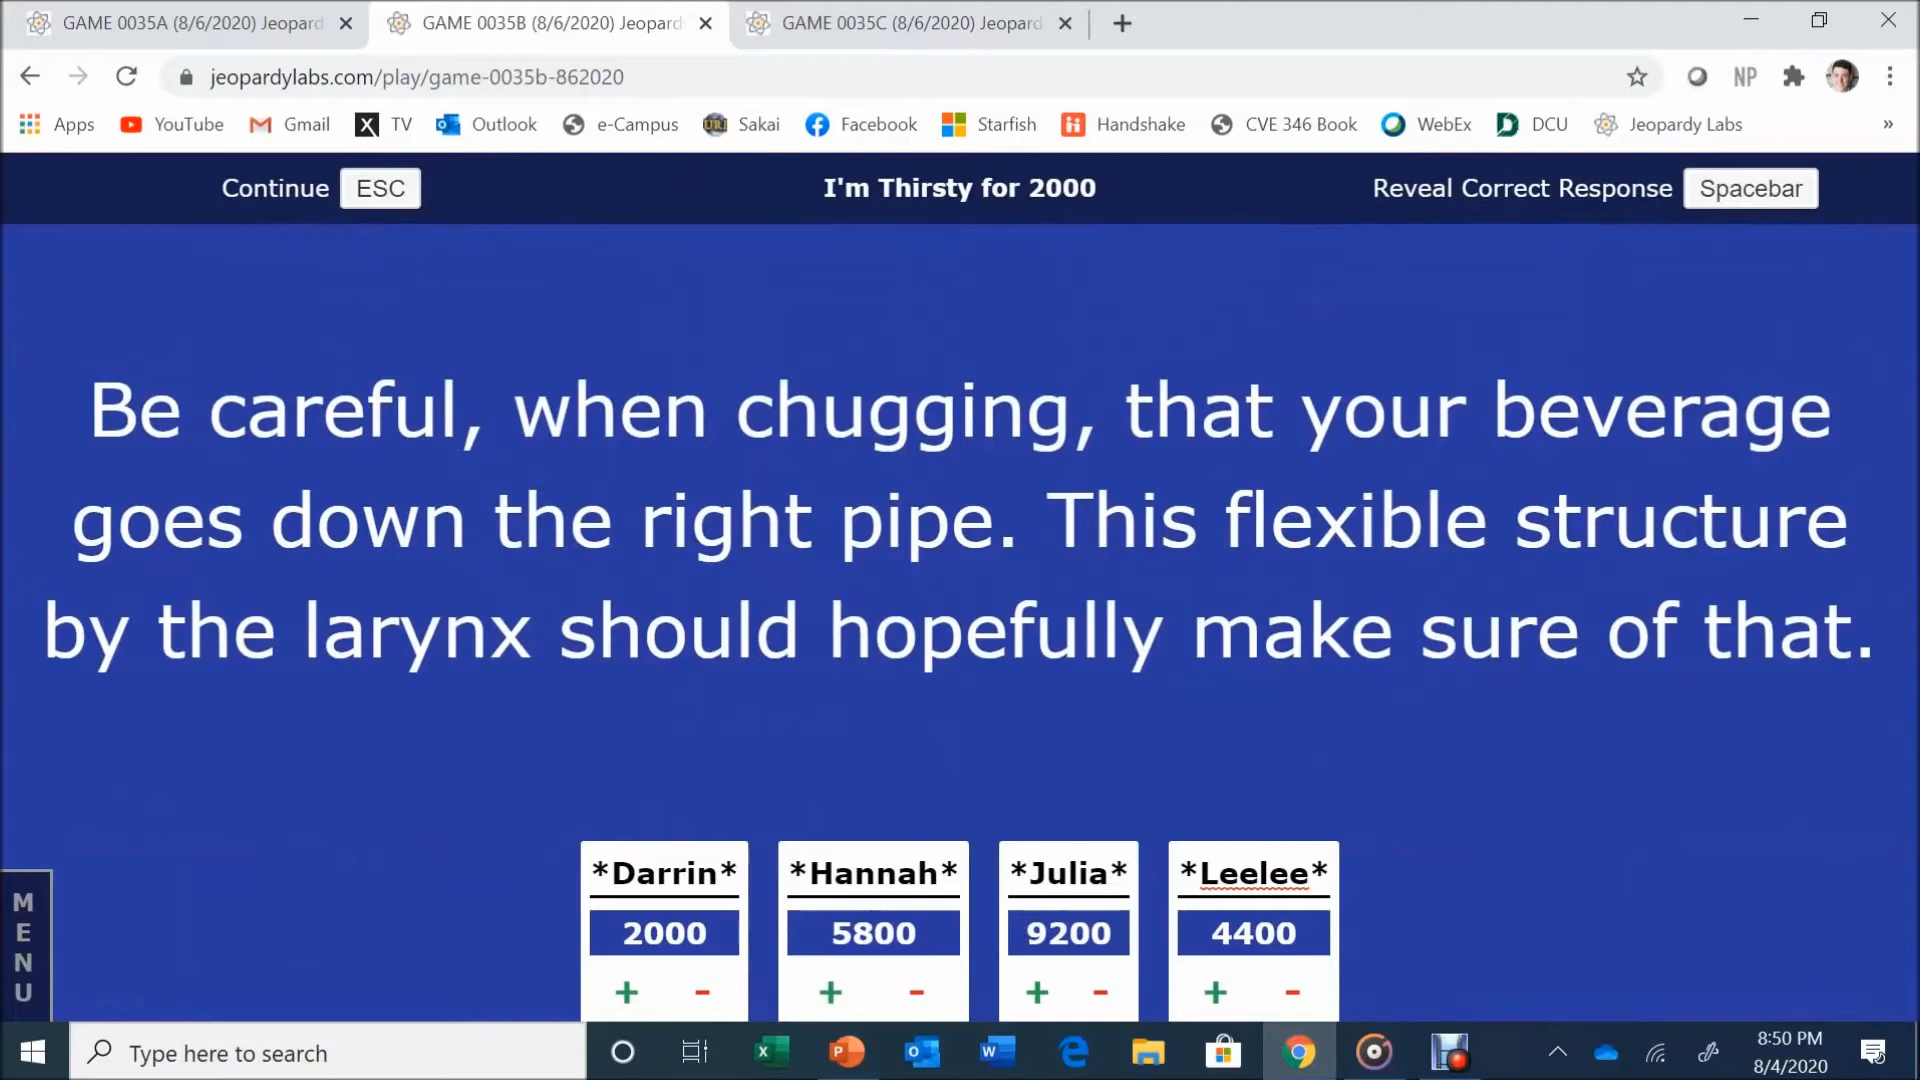 GAME 0035A (8/6/2020) Jeopard
GAME 0035B (8/6/2020) Jeopard
GAME 0035C (8/6/2020) Jeopard
jeopardylabs.com/play/game-0035b-862020
NP
Apps YouTube Gmail TV Outlook e-Campus Sakai Facebook Starfish Handshake CVE 346 Book WebEx DCU Jeopardy Labs »
Continue ESC
I'm Thirsty for 2000
Reveal Correct Response Spacebar
Be careful, when chugging, that your beverage
goes down the right pipe. This flexible structure
by the larynx should hopefully make sure of that.
MENU
*Darrin* *Hannah* *Julia* *Leelee*
2000 5800 9200 4400
+ - + - + - + -
Type here to search
8:50 PM
8/4/2020